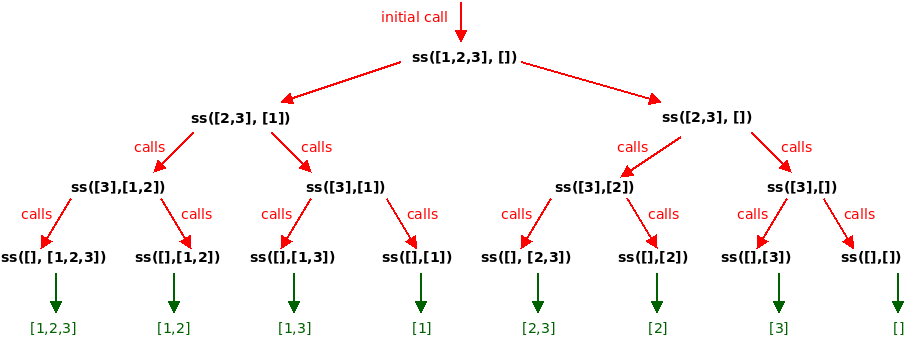 initial call
ss([1,2,3], [])
ss([2,3], [1]) ss([2,3], [])
calls calls calls calls
ss([3],[1,2]) ss([3],[1]) ss([3],[2]) ss([3],[])
calls calls calls calls calls calls calls calls
ss([], [1,2,3]) ss([],[1,2]) ss([],[1,3]) ss([],[1]) ss([], [2,3]) ss([],[2]) ss([],[3]) ss([],[])
[1,2,3] [1,2] [1,3] [1] [2,3] [2] [3] []